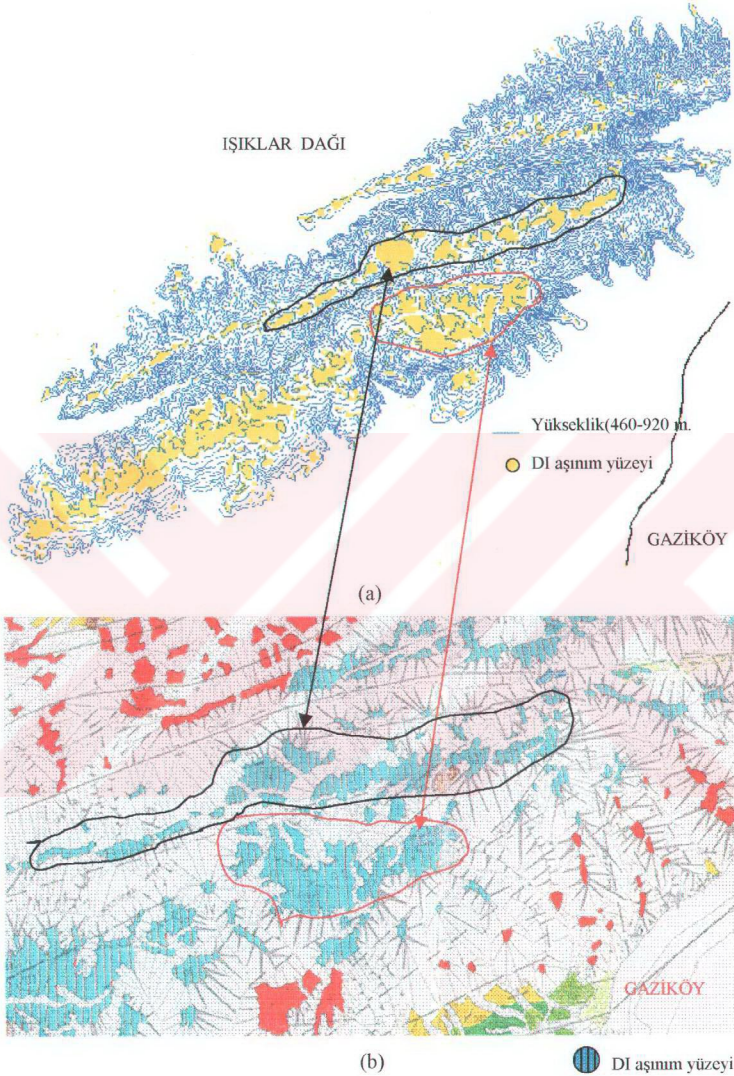 IŞIKLAR DAĞI
Yükseklik(460-920 m.
DI aşınım yüzeyi
GAZİKÖY
(a)
GAZİKÖY
(b)
DI aşınım yüzeyi